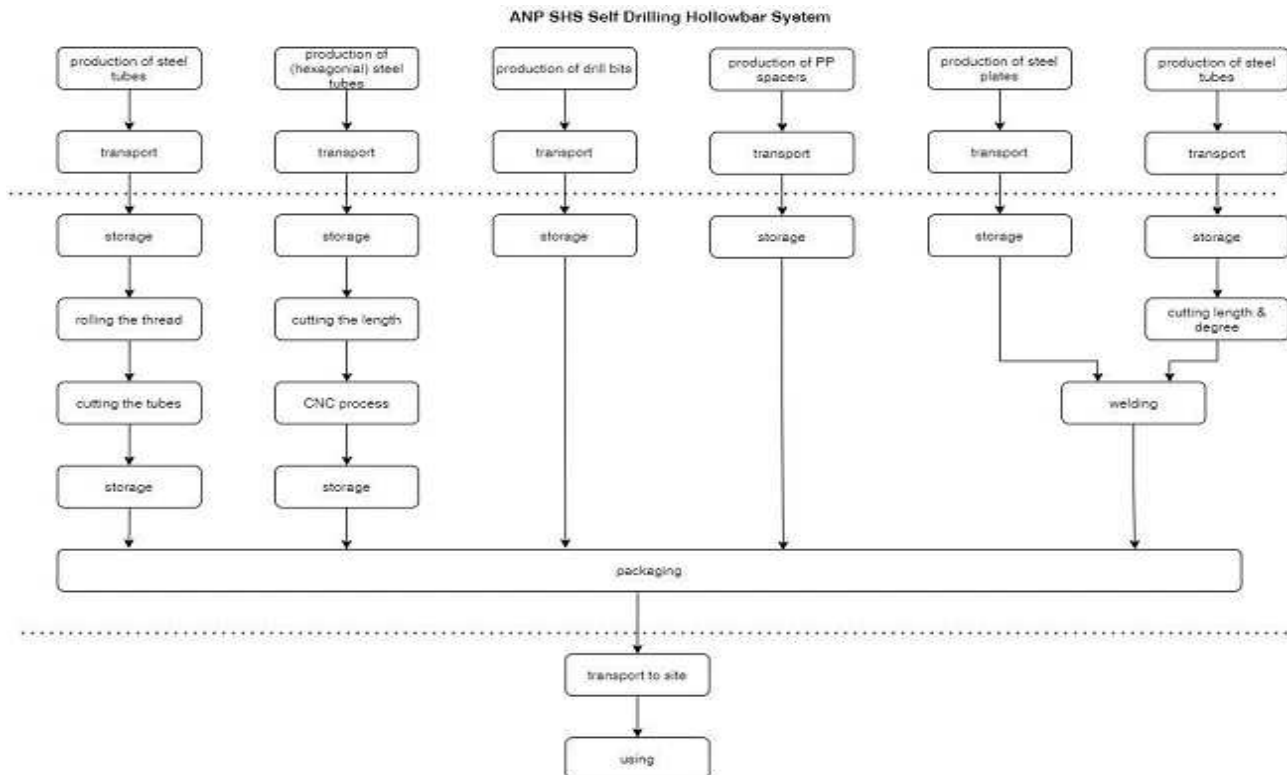 ANP SHS Self Drilling Hollowbar System
production of steel
tubes
production of
(hexagonial) steel
tubes
production of drill bits
production of PP
spacers
production of steel
plates
production of steel
tubes
transport
transport
transport
transport
transport
transport
storage
storage
storage
storage
storage
storage
rolling the thread
cutting the length
cutting length &
degree
cutting the tubes
CNC process
welding
storage
storage
packaging
transport to site
using